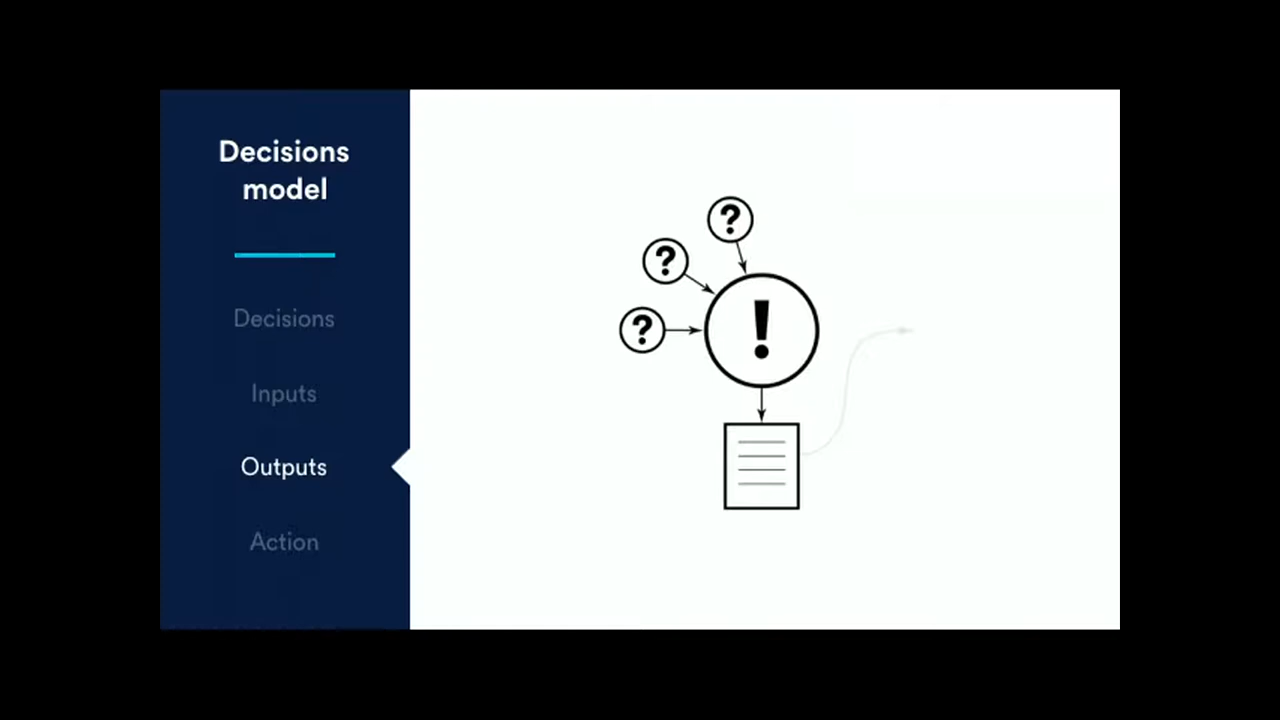 Decisions
model
Decisions
Inputs
Outputs
Action
?
?
?
!